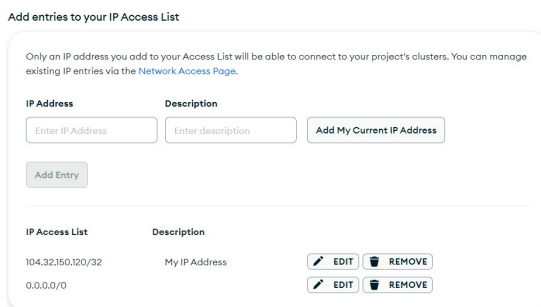 Add entries to your IP Access List
Only an IP address you add to your Access List will be able to connect to your project's clusters. You can manage
existing IP entries via the Network Access Page.
IP Address Description
Enter IP Address Enter description Add My Current IP Address
Add Entry
IP Access List Description
104.32.150.120/32 My IP Address EDIT REMOVE
0.0.0.0/0 EDIT REMOVE